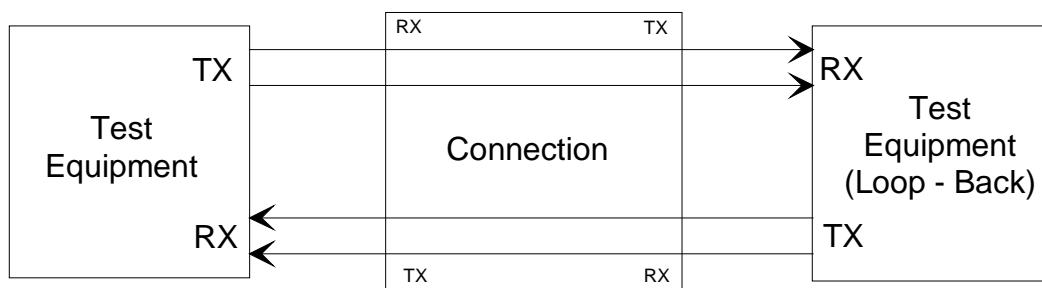 RX TX
TX
RX
Test
Equipment
Connection
Test
Equipment
(Loop - Back)
RX
TX
TX RX